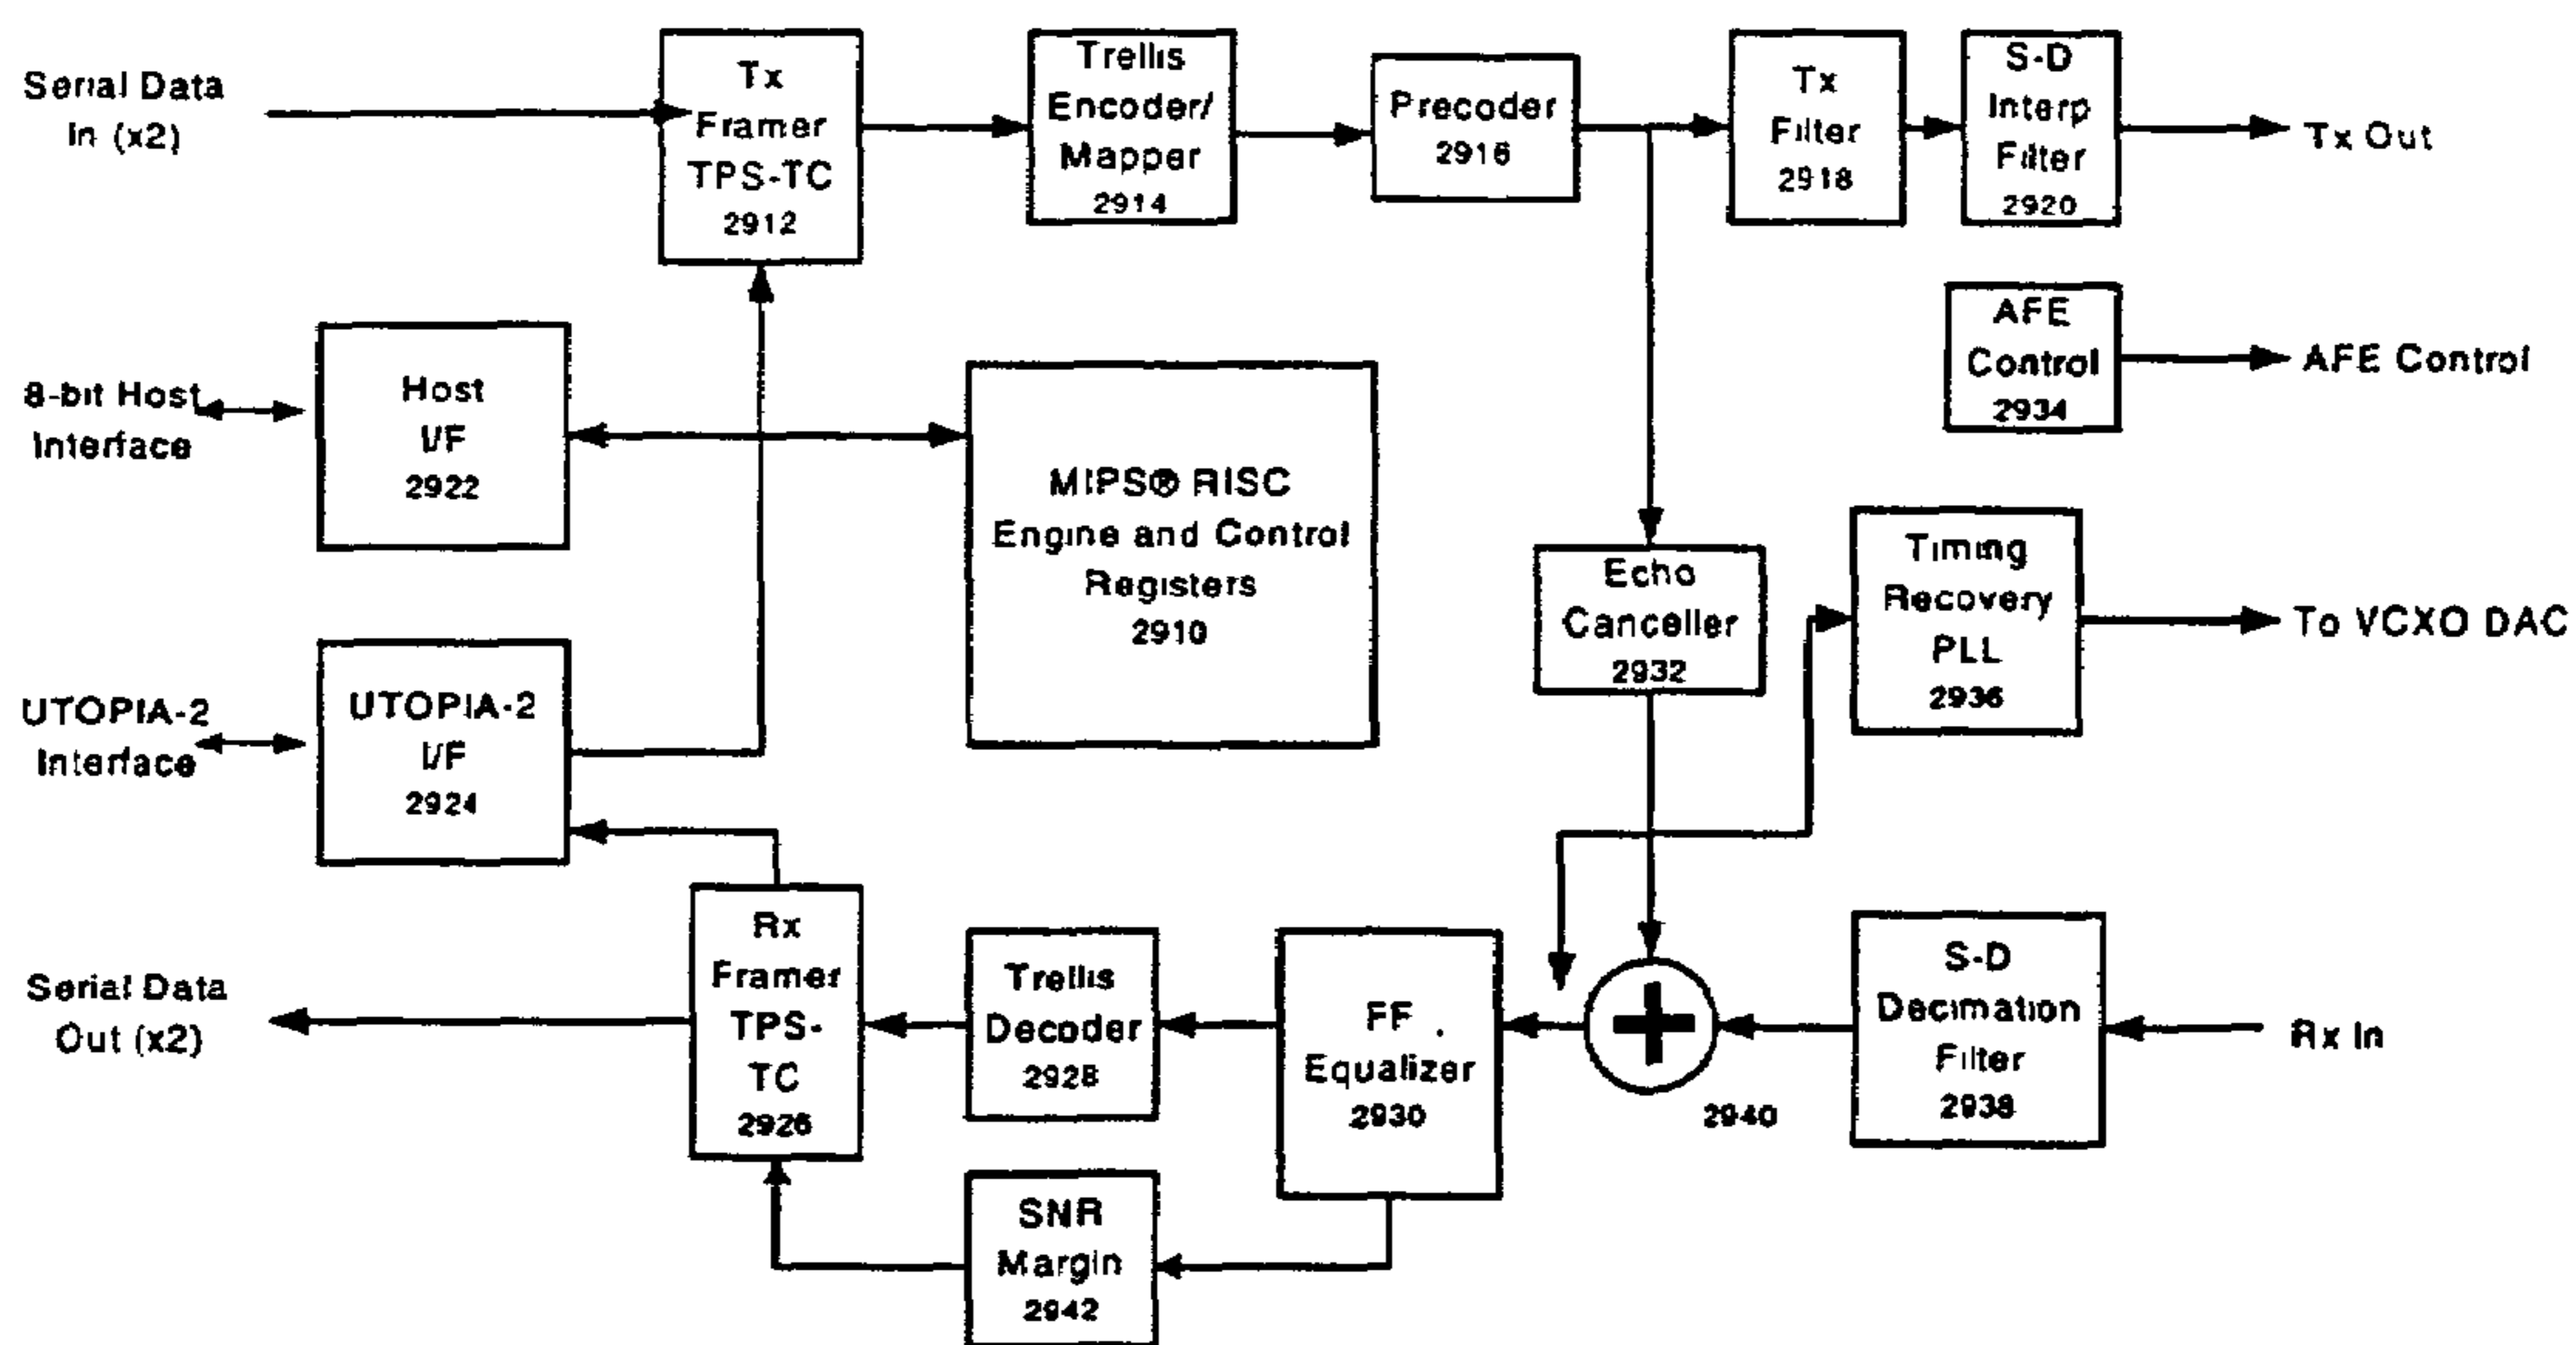 Serial Data
In (x2)
Tx
Framer
TPS-TC
2912
Trellis
Encoder/
Mapper
2914
Precoder
2916
Tx
Filter
2918
S-D
Interp
Filter
2920
Tx Out
8-bit Host
Interface
Host
I/F
2922
MIPS® RISC
Engine and Control
Registers
2910
AFE
Control
2934
AFE Control
UTOPIA-2
Interface
UTOPIA-2
I/F
2924
Echo
Canceller
2932
Timing
Recovery
PLL
2936
To VCXO DAC
Serial Data
Out (x2)
Rx
Framer
TPS-
TC
2926
Trellis
Decoder
2928
FF
Equalizer
2930
2940
S-D
Decimation
Filter
2938
Rx In
SNR
Margin
2942